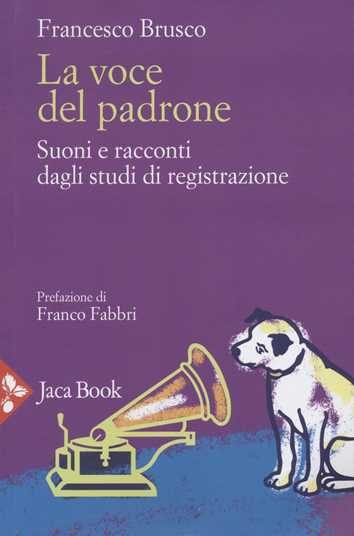 Francesco Brusco
La voce
del padrone
Suoni e racconti
dagli studi di registrazione
Prefazione di
Franco Fabbri
Jaca Book